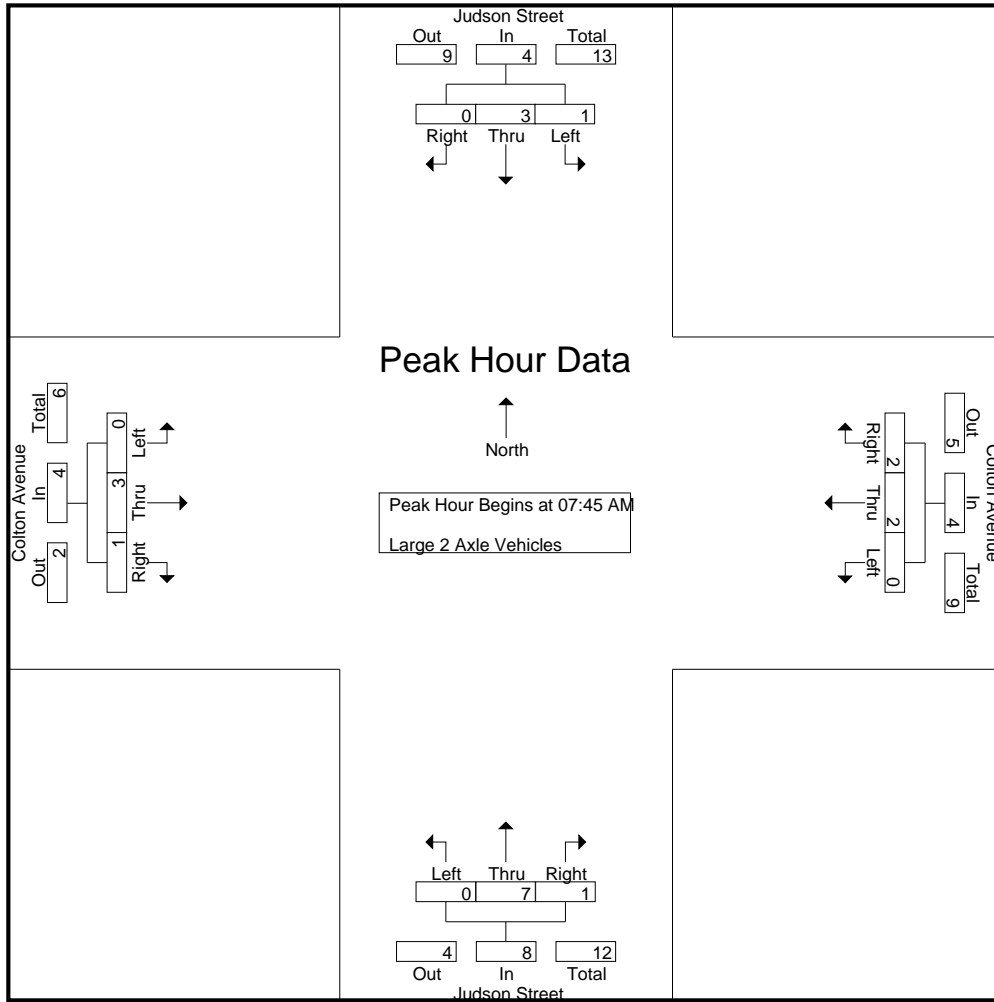 Judson Street
Out In Total
9 4 13
0 3 1
Right Thru Left
Peak Hour Data
North
Peak Hour Begins at 07:45 AM
Large 2 Axle Vehicles
Colton Avenue
Out In Total
2 4 6
1 3 0
Right Thru Left
Colton Avenue
Out In Total
5 4 9
2 2 0
Right Thru Left
Left Thru Right
0 7 1
4 8 12
Out In Total
Judson Street